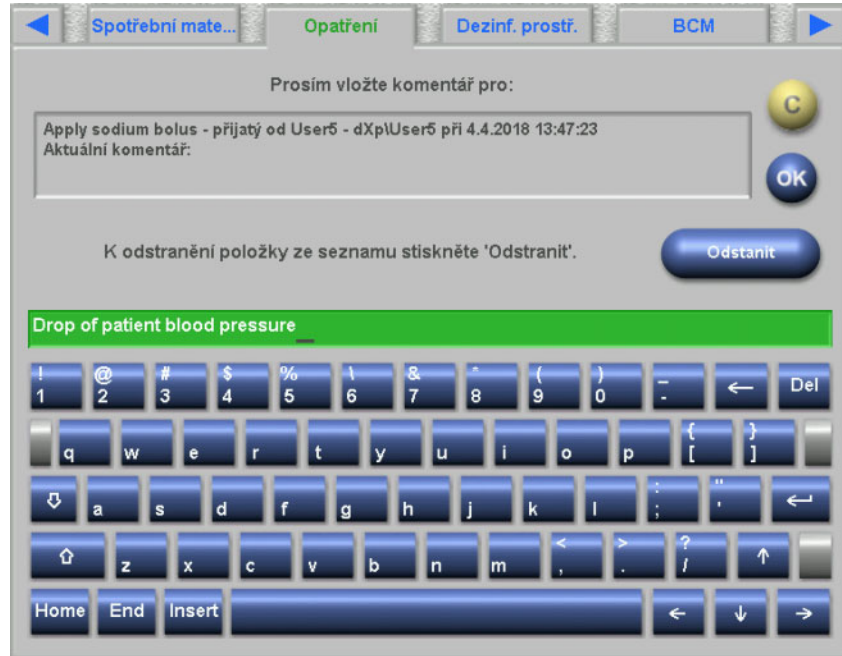 Spotřební mate... Opatření Dezinf. prostř. BCM
Prosím vložte komentář pro:
C
Apply sodium bolus - přijatý od User5 - dXp\User5 při 4.4.2018 13:47:23
Aktuální komentář:
OK
K odstranění položky ze seznamu stiskněte 'Odstranit'.
Odstanit
Drop of patient blood pressure_
! @ # $ % \ & * ( ) _
1 2 3 4 5 6 7 8 9 0 - ← Del
{ }
q w e r t y u i o p [ ]
: "
a s d f g h j k l ; '
< > ?
z x c v b n m , . / ↑
Home End Insert ← ↓ →